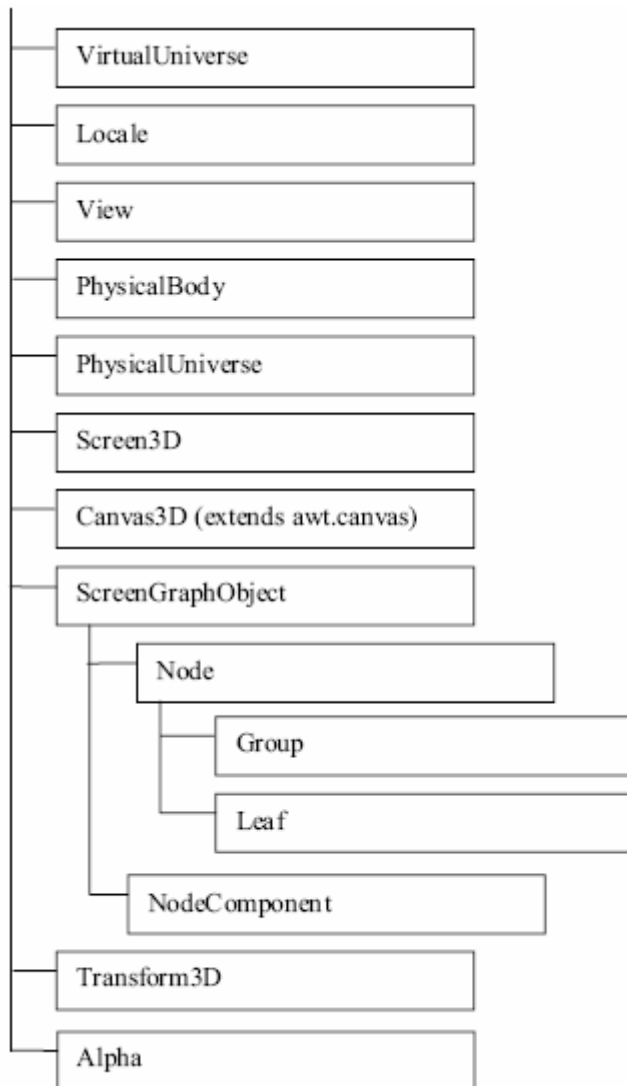 VirtualUniverse
Locale
View
PhysicalBody
PhysicalUniverse
Screen3D
Canvas3D (extends awt.canvas)
ScreenGraphObject
Node
Group
Leaf
NodeComponent
Transform3D
Alpha